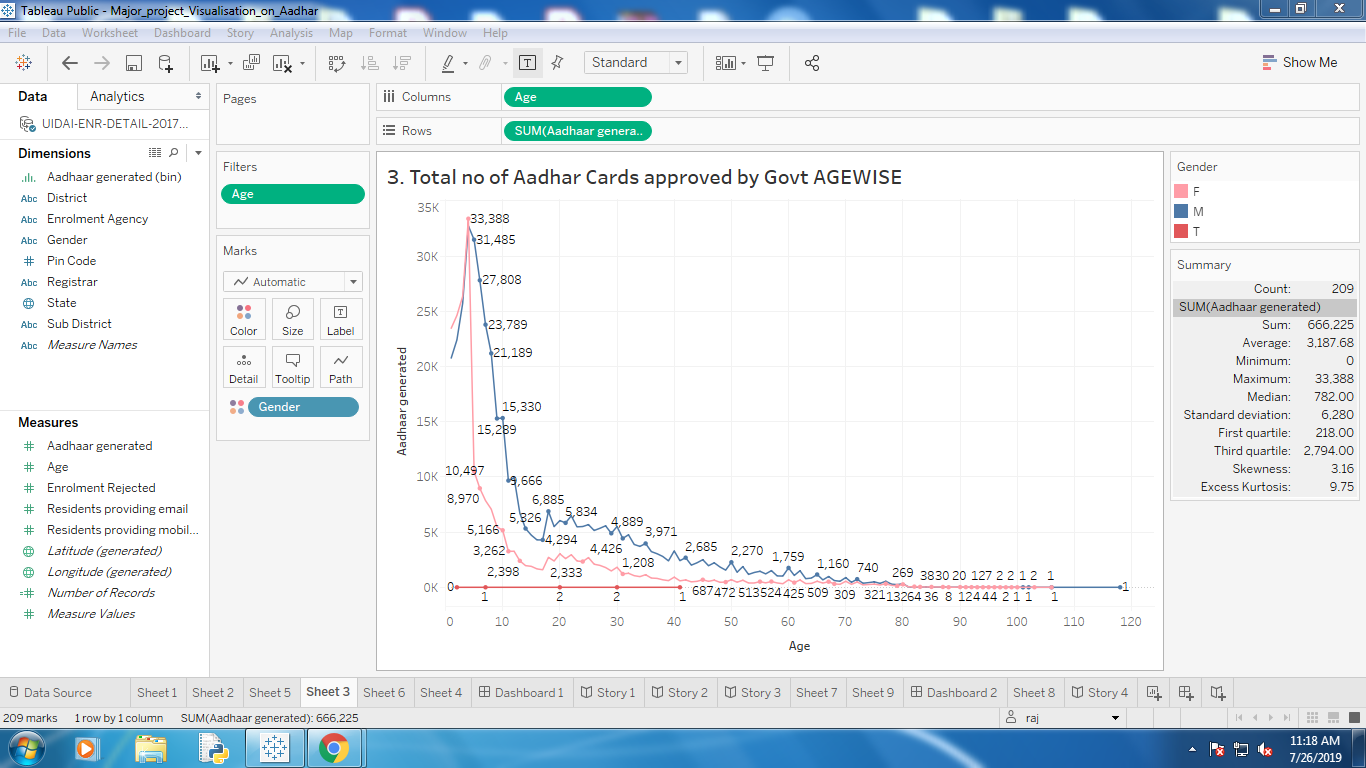 Tableau Public - Major_project_Visualisation_on_Aadhar
File Data Worksheet Dashboard Story Analysis Map Format Window Help
Standard
Show Me
Data Analytics
UIDAI-ENR-DETAIL-2017...
Dimensions
Aadhaar generated (bin)
Abc District
Abc Enrolment Agency
Abc Gender
# Pin Code
Abc Registrar
State
Abc Sub District
Abc Measure Names
Measures
# Aadhaar generated
# Age
# Enrolment Rejected
# Residents providing email
# Residents providing mobil...
Latitude (generated)
Longitude (generated)
=# Number of Records
# Measure Values
Pages
Filters
Age
Marks
Automatic
Color Size Label
Detail Tooltip Path
Gender
Columns Age
Rows SUM(Aadhaar genera..
3. Total no of Aadhar Cards approved by Govt AGEWISE
Aadhaar generated
35K
33,388
31,485
30K
27,808
25K
23,789
21,189
20K
15,330
15K
15,289
10,497
10K
9,666
8,970
6,885
5,834
5,326
4,889
5,166
5K
4,294
4,426
3,971
3,262
2,685
2,270
1,759
2,398
2,333
1,208
1,160
740
269 3830 20 127 2 2 1 2 1
0K
0
1
1 2 2 1 687 472 513 524 425 509 309 321 132 64 36 8 124 44 2 1 1 1
0 10 20 30 40 50 60 70 80 90 100 110 120
Age
Gender
F
M
T
Summary
Count: 209
SUM(Aadhaar generated)
Sum: 666,225
Average: 3,187.68
Minimum: 0
Maximum: 33,388
Median: 782.00
Standard deviation: 6,280
First quartile: 218.00
Third quartile: 2,794.00
Skewness: 3.16
Excess Kurtosis: 9.75
Data Source Sheet 1 Sheet 2 Sheet 5 Sheet 3 Sheet 6 Sheet 4 Dashboard 1 Story 1 Story 2 Story 3 Sheet 7 Sheet 9 Dashboard 2 Sheet 8 Story 4
209 marks 1 row by 1 column SUM(Aadhaar generated): 666,225 raj
11:18 AM
7/26/2019